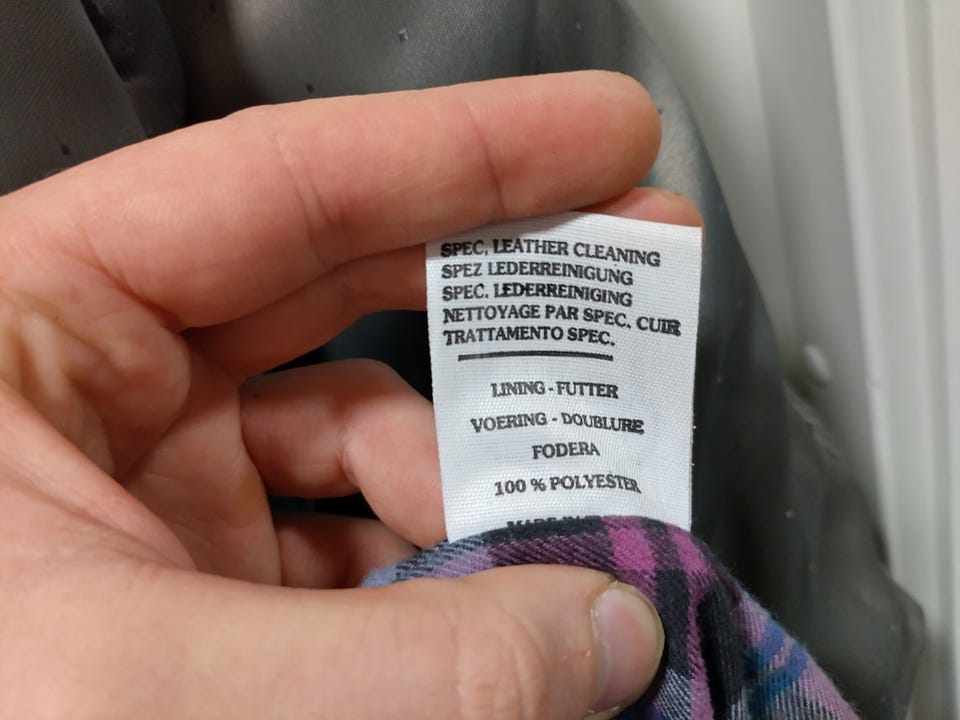 SPEC. LEATHER CLEANING
SPEZ LEDERREINIGUNG
SPEC. LEDERREINIGING
NETTOYAGE PAR SPEC. CUIR
TRATTAMENTO SPEC.
LINING - FUTTER
VOERING - DOUBLURE
FODERA
100 % POLYESTER